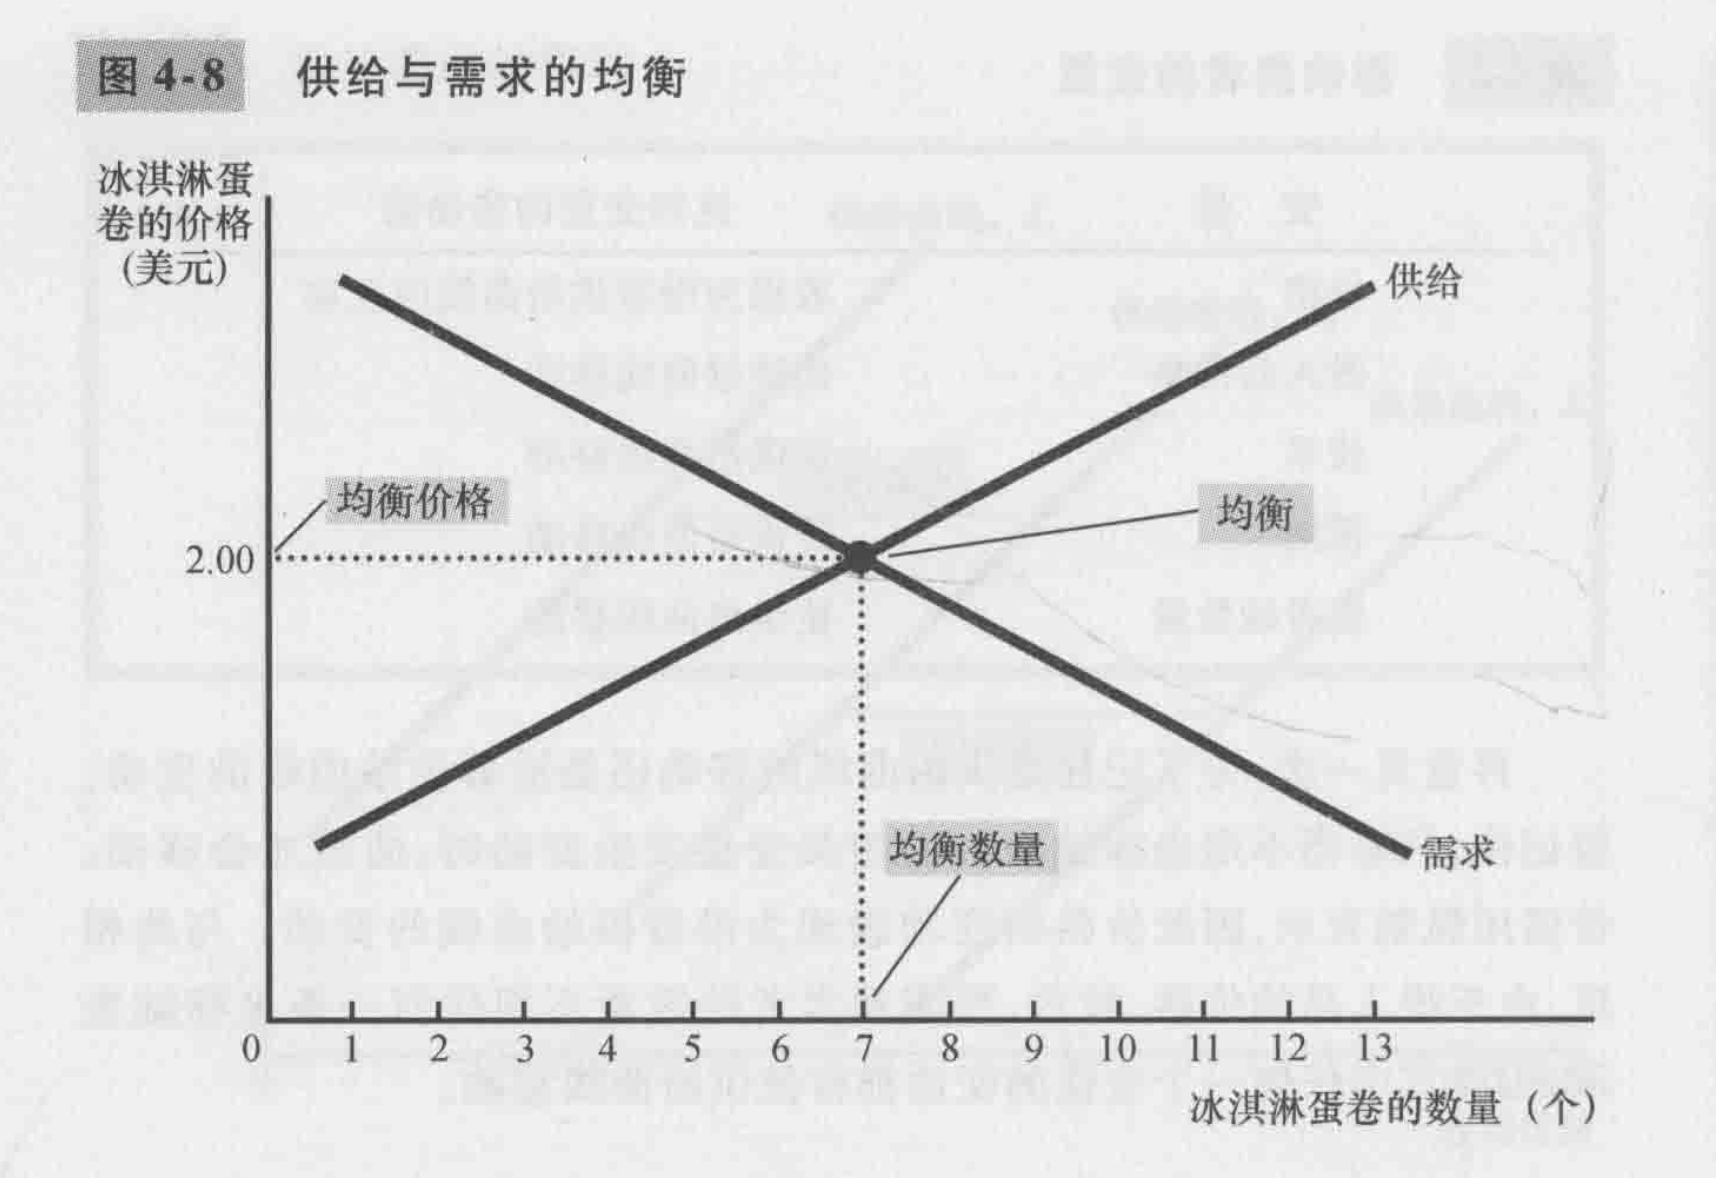 图 4-8 供给与需求的均衡
冰淇淋蛋
卷的价格
(美元)
供给
均衡价格
均衡
2.00
均衡数量
需求
0 1 2 3 4 5 6 7 8 9 10 11 12 13
冰淇淋蛋卷的数量（个）